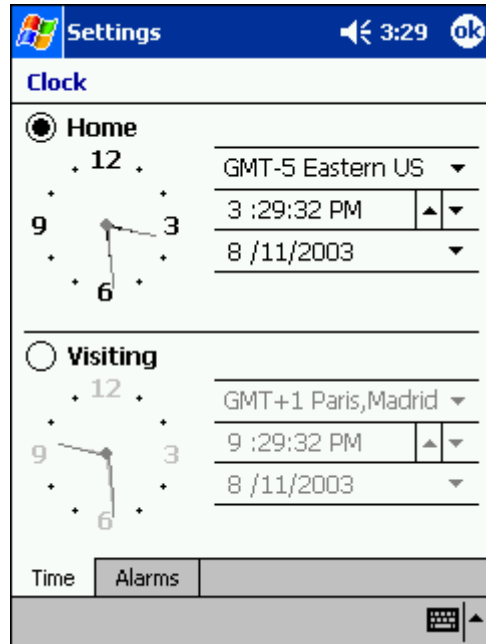 Settings 3:29 ok
Clock
Home
12
9 3
6
GMT-5 Eastern US
3 :29:32 PM
8 /11/2003
Visiting
12
9 3
6
GMT+1 Paris,Madrid
9 :29:32 PM
8 /11/2003
Time Alarms